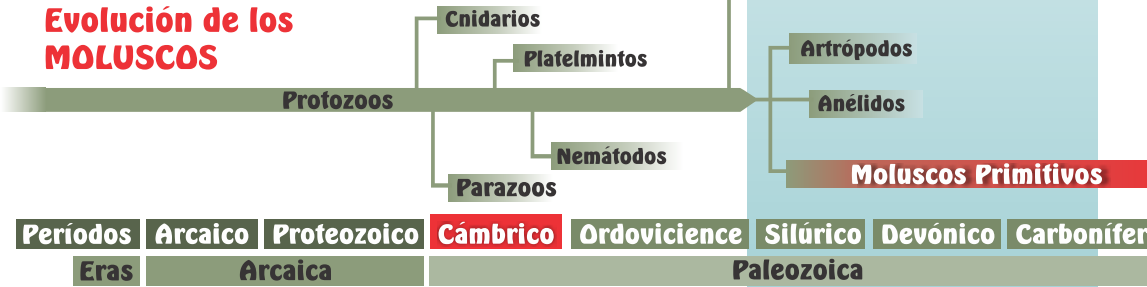 Evolución de los
MOLUSCOS
Cnidarios
Platelmintos
Artrópodos
Protozoos
Anélidos
Nemátodos
Parazoos
Moluscos Primitivos
Períodos Arcaico Proteozoico Cámbrico Ordovicience Silúrico Devónico Carbonífer
Eras Arcaica Paleozoica